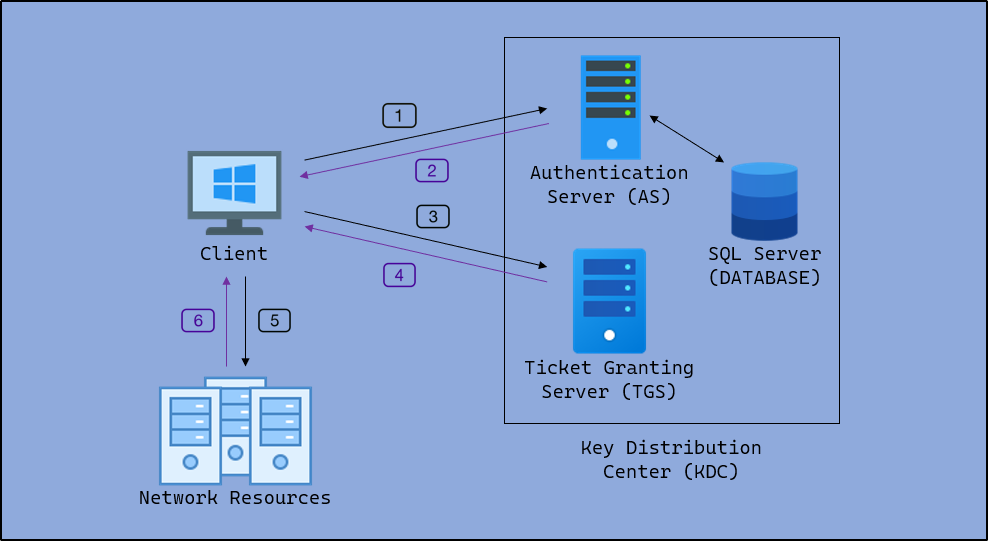 1
2
Authentication
Server (AS)
3
Client
SQL Server
(DATABASE)
4
6
5
Ticket Granting
Server (TGS)
Key Distribution
Center (KDC)
Network Resources